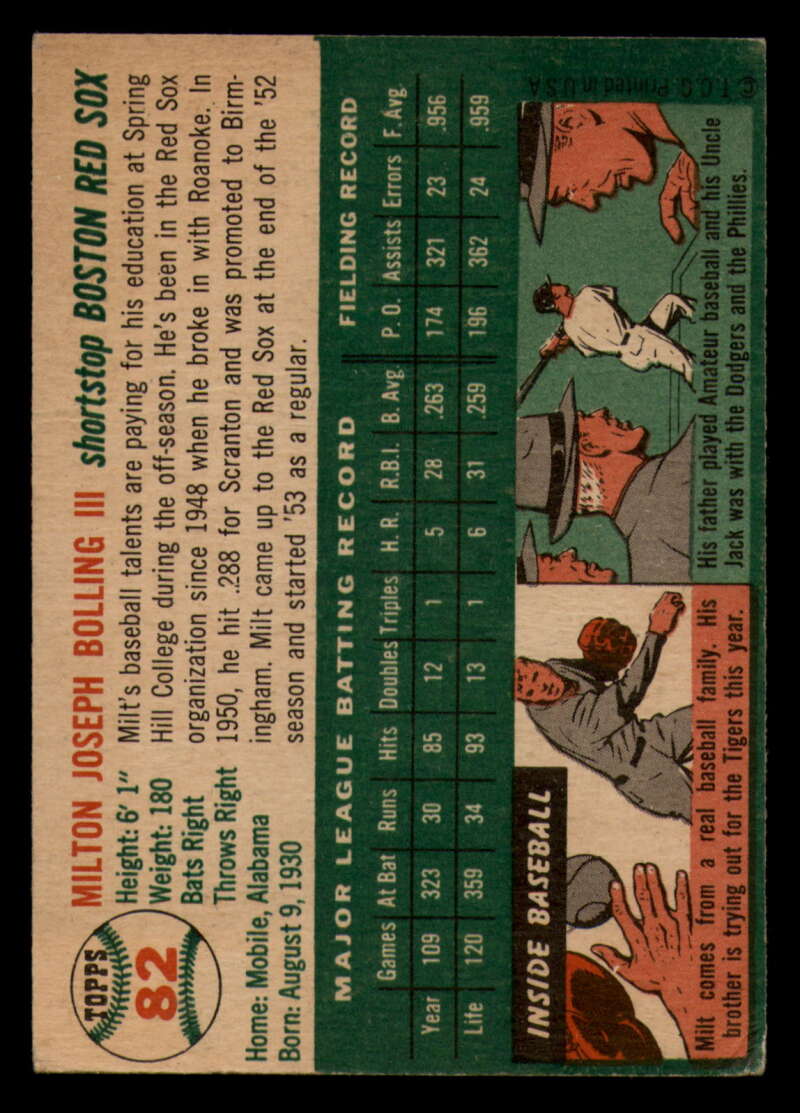 TOPPS
82
MILTON JOSEPH BOLLING III shortstop BOSTON RED SOX
Height: 6' 1"
Weight: 180
Bats Right
Throws Right
Home: Mobile, Alabama
Born: August 9, 1930
Milt's baseball talents are paying for his education at Spring
Hill College during the off-season. He's been in the Red Sox
organization since 1948 when he broke in with Roanoke. In
1950, he hit .288 for Scranton and was promoted to Birm-
ingham. Milt came up to the Red Sox at the end of the '52
season and started '53 as a regular.
MAJOR LEAGUE BATTING RECORD FIELDING RECORD
Games At Bat Runs Hits Doubles Triples H. R. R.B.I. B. Avg. P. O. Assists Errors F. Avg.
Year 109 323 30 85 12 1 5 28 .263 174 321 23 .956
Life 120 359 34 93 13 1 6 31 .259 196 362 24 .959
INSIDE BASEBALL
Milt comes from a real baseball family. His
brother is trying out for the Tigers this year.
His father played Amateur baseball and his Uncle
Jack was with the Dodgers and the Phillies.
© T.C.G. Printed in U.S.A.